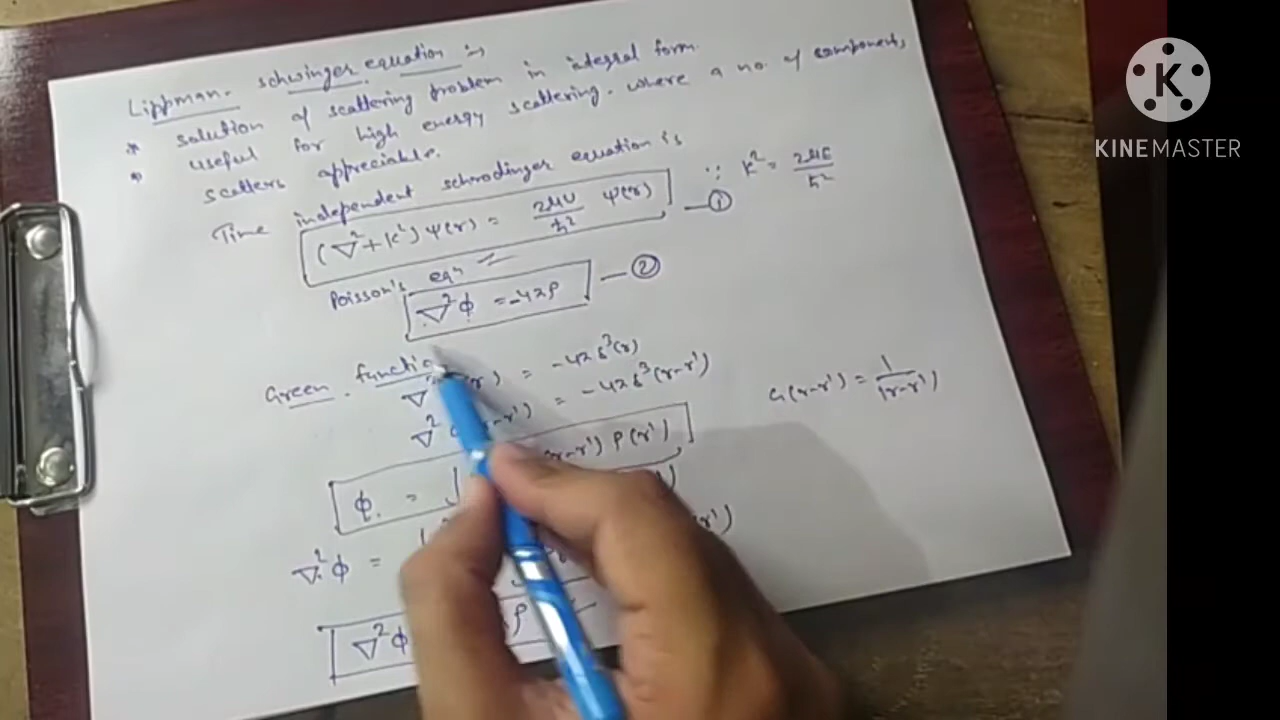 Lippman. schwinger equation :→
* solution of scattering problem in integral form.
* useful for high energy scattering. where a no. of components
scatters appreciable.
Time independent schrodinger equation is
(∇² + k²) ψ(r) = 2μU/ħ² ψ(r) — ① ∵ k² = 2μE/ħ²
Poisson's eqⁿ
∇²ϕ = -4πρ — ②
Green function
= -4πδ³(r)
∇² (r-r') = -4πδ³(r-r') G(r-r') = 1/|r-r'|
ϕ. = ∫ (r-r') ρ(r')
∇²ϕ =
∇²ϕ ρ
K
KINEMASTER